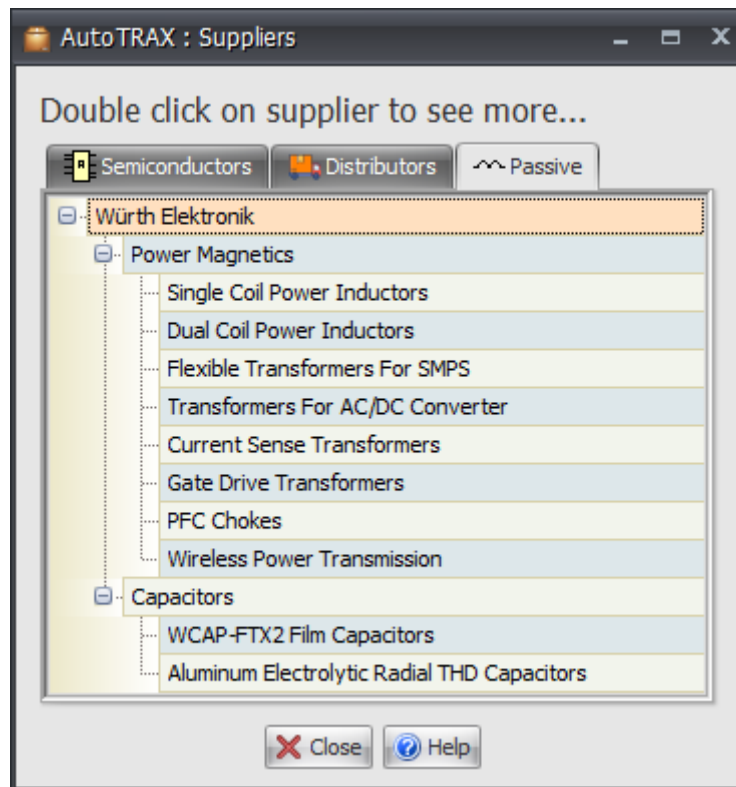 AutoTRAX : Suppliers
Double click on supplier to see more...
Semiconductors Distributors Passive
Würth Elektronik
Power Magnetics
Single Coil Power Inductors
Dual Coil Power Inductors
Flexible Transformers For SMPS
Transformers For AC/DC Converter
Current Sense Transformers
Gate Drive Transformers
PFC Chokes
Wireless Power Transmission
Capacitors
WCAP-FTX2 Film Capacitors
Aluminum Electrolytic Radial THD Capacitors
Close Help